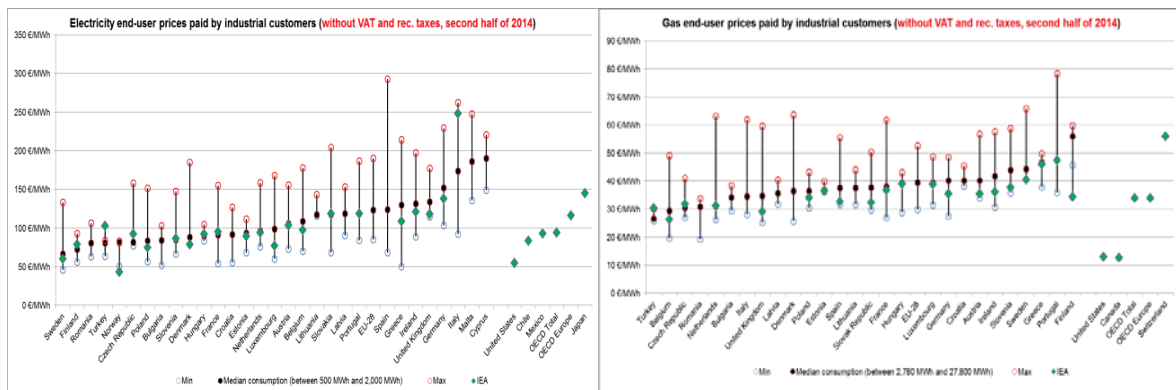 Electricity end-user prices paid by industrial customers (without VAT and rec. taxes, second half of 2014)
350 €/MWh
300 €/MWh
250 €/MWh
200 €/MWh
150 €/MWh
100 €/MWh
50 €/MWh
0 €/MWh
Sweden
Finland
Romania
Turkey
Norway
Czech Republic
Poland
Bulgaria
Slovenia
Denmark
Hungary
France
Croatia
Estonia
Netherlands
Luxembourg
Austria
Belgium
Lithuania
Slovakia
Latvia
Portugal
EU-28
Spain
Greece
Ireland
United Kingdom
Germany
Italy
Malta
Cyprus
United States
Chile
Mexico
OECD Total
OECD Europe
Japan
Min
Median consumption (between 500 MWh and 2,000 MWh)
Max
IEA
Gas end-user prices paid by industrial customers (without VAT and rec. taxes, second half of 2014)
90 €/MWh
80 €/MWh
70 €/MWh
60 €/MWh
50 €/MWh
40 €/MWh
30 €/MWh
20 €/MWh
10 €/MWh
0 €/MWh
Turkey
Belgium
Czech Republic
Romania
Netherlands
Bulgaria
Italy
United Kingdom
Latvia
Denmark
Poland
Estonia
Spain
Lithuania
Slovak Republic
France
Hungary
EU-28
Luxembourg
Germany
Croatia
Austria
Ireland
Slovenia
Sweden
Greece
Portugal
Finland
United States
Canada
OECD Total
OECD Europe
Switzerland
Min
Median consumption (between 2,780 MWh and 27,800 MWh)
Max
IEA